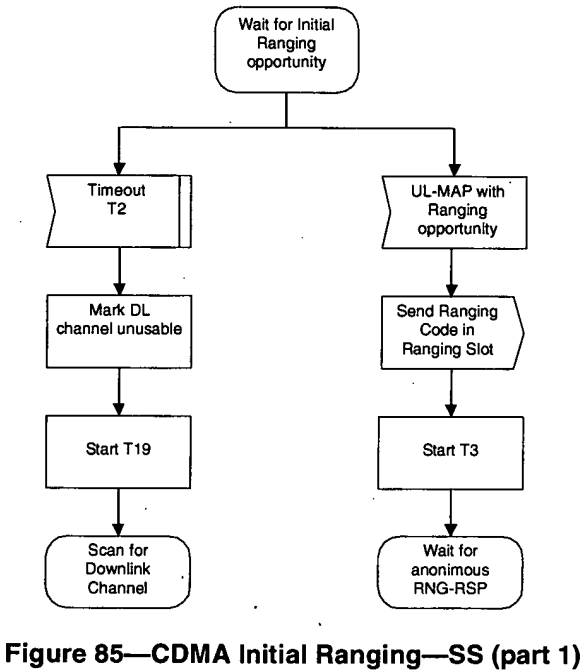 Wait for Initial
Ranging
opportunity
Timeout
T2
UL-MAP with
Ranging
opportunity
Mark DL
channel unusable
Send Ranging
Code in
Ranging Slot
Start T19
Start T3
Scan for
Downlink
Channel
Wait for
anonimous
RNG-RSP
Figure 85—CDMA Initial Ranging—SS (part 1)